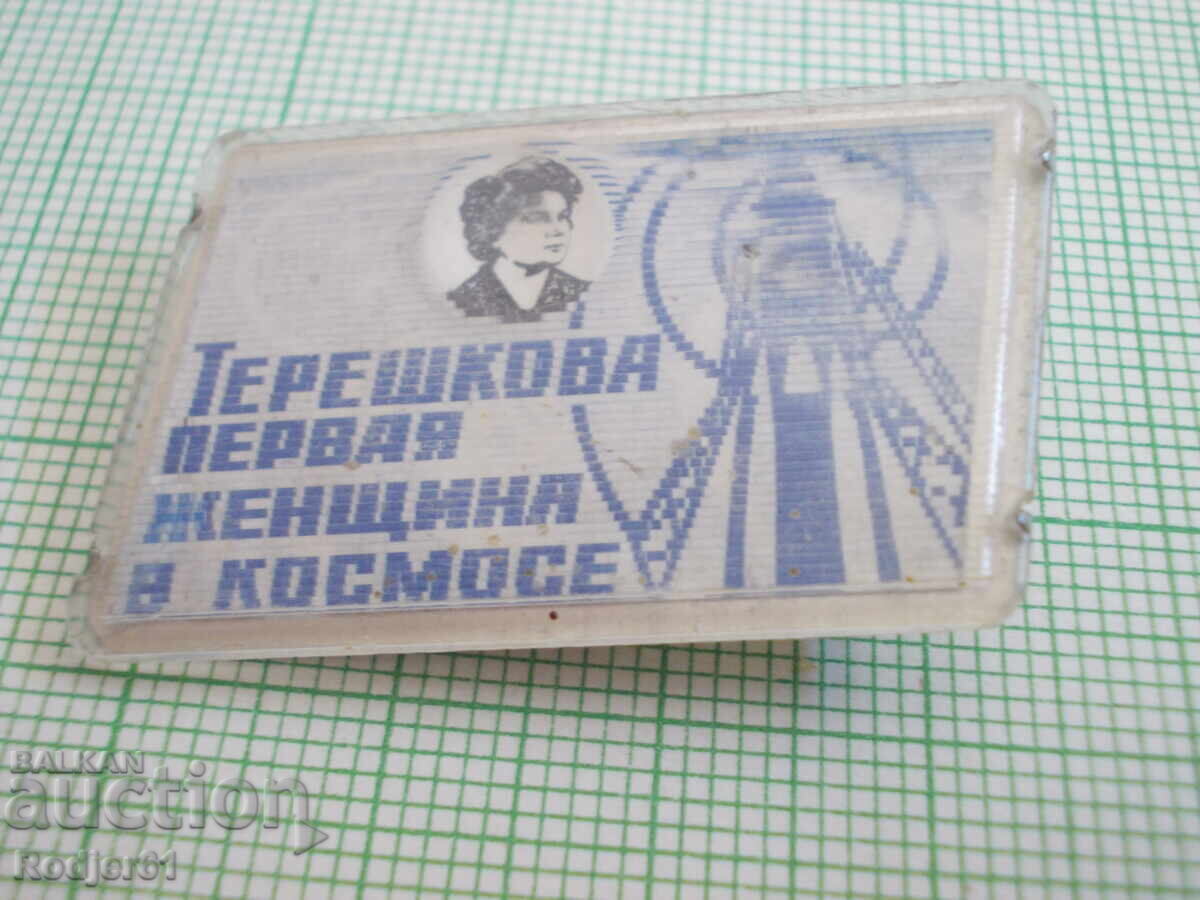 Терешкова
первая
женщина
в космосе
BALKAN
auction
Rodjer61